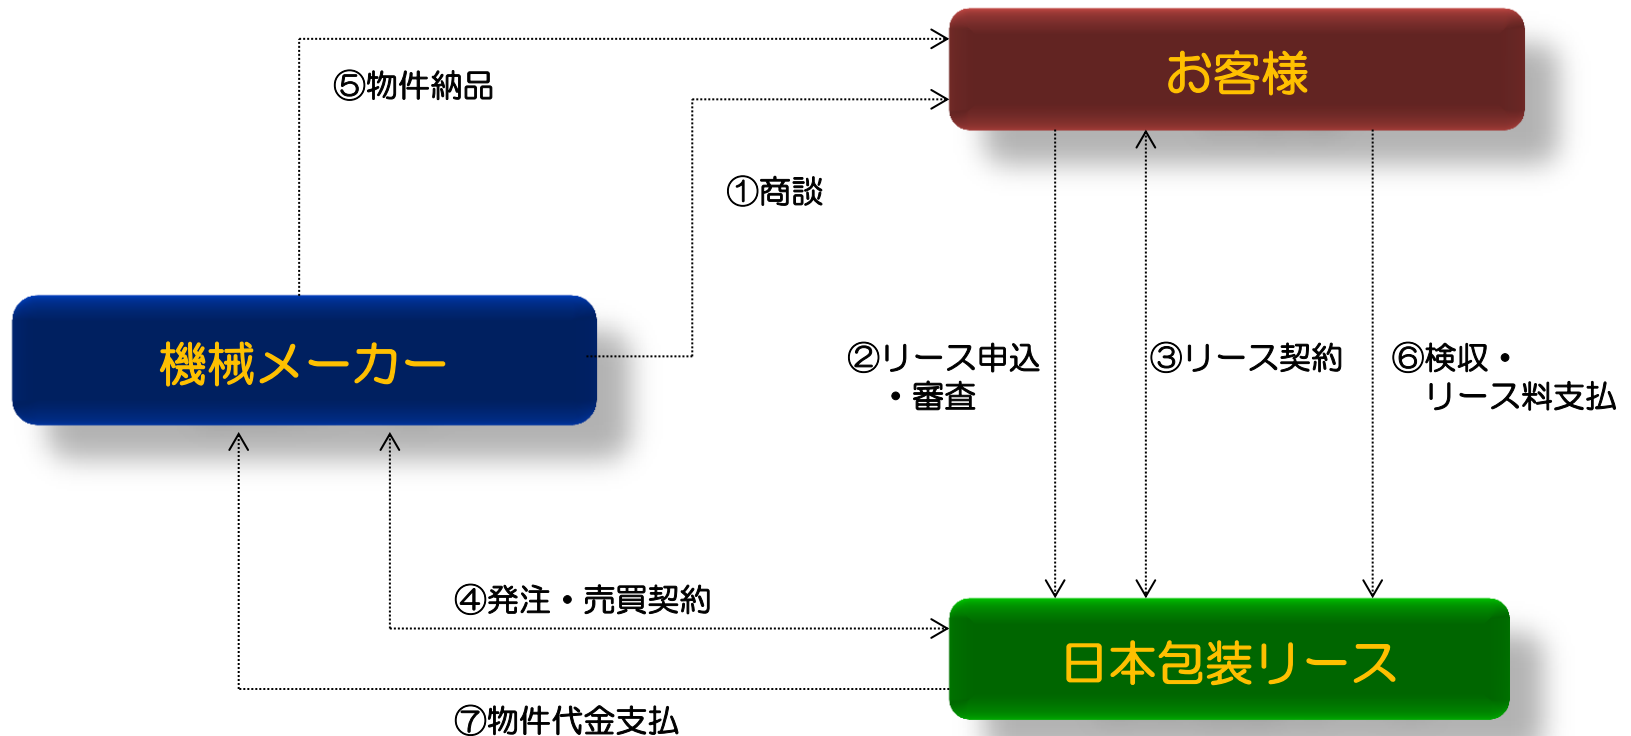 お客様
⑤物件納品
①商談
機械メーカー
②リース申込
・審査
③リース契約
⑥検収・
リース料支払
④発注・売買契約
日本包装リース
⑦物件代金支払